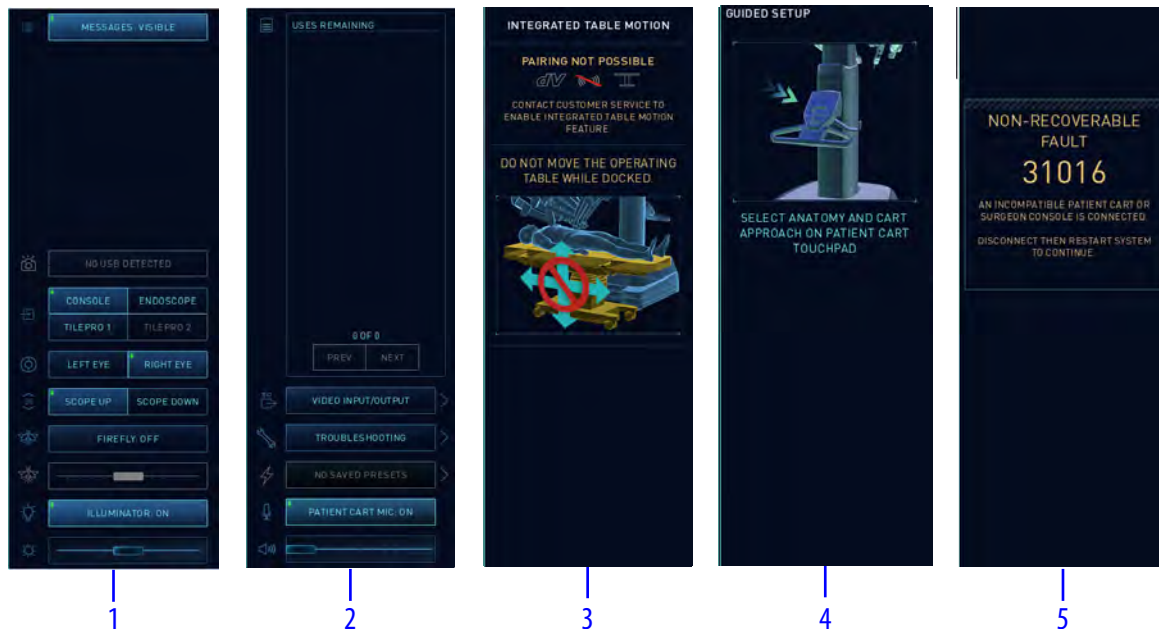 MESSAGES: VISIBLE
NO USB DETECTED
CONSOLE
ENDOSCOPE
TILEPRO 1
TILEPRO 2
LEFT EYE
RIGHT EYE
SCOPE UP
SCOPE DOWN
FIREFLY: OFF
ILLUMINATOR: ON
1
USES REMAINING
0 OF 0
PREV
NEXT
VIDEO INPUT/OUTPUT
TROUBLESHOOTING
NO SAVED PRESETS
PATIENT CART MIC: ON
2
INTEGRATED TABLE MOTION
PAIRING NOT POSSIBLE
dV
CONTACT CUSTOMER SERVICE TO
ENABLE INTEGRATED TABLE MOTION
FEATURE
DO NOT MOVE THE OPERATING
TABLE WHILE DOCKED.
3
GUIDED SETUP
SELECT ANATOMY AND CART
APPROACH ON PATIENT CART
TOUCHPAD
4
NON-RECOVERABLE
FAULT
31016
AN INCOMPATIBLE PATIENT CART OR
SURGEON CONSOLE IS CONNECTED.
DISCONNECT THEN RESTART SYSTEM
TO CONTINUE.
5